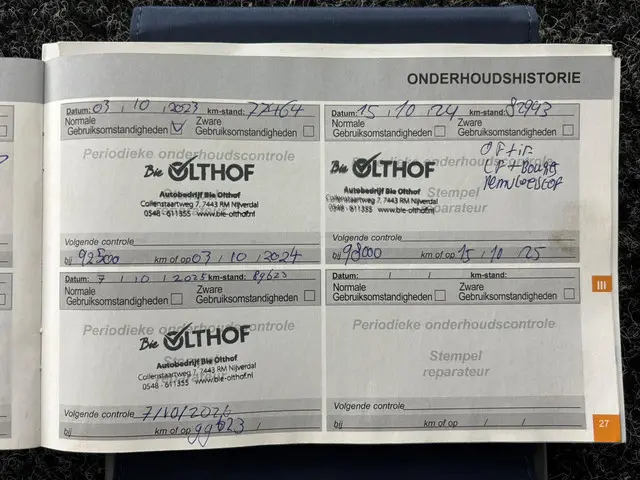 ONDERHOUDSHISTORIE
Datum: 03 / 10 / 2023 km-stand: 77464
Normale
Gebruiksomstandigheden
Zware
Gebruiksomstandigheden
Periodieke onderhoudscontrole
Bie OLTHOF
Autobedrijf Bie Olthof
Collenstaartweg 7, 7443 RM Nijverdal
0548 - 611355 www.bie-olthof.nl
Volgende controle
bij 92500 km of op 03 / 10 / 2024
Datum: 15 / 10 / 24 km-stand: 82943
Normale
Gebruiksomstandigheden
Zware
Gebruiksomstandigheden
Periodieke onderhoudscontrole
Bie OLTHOF
Autobedrijf Bie Olthof
Collenstaartweg 7, 7443 RM Nijverdal
0548 - 611355 www.bie-olthof.nl
Stempel
reparateur
Volgende controle
bij 98000 km of op 15 / 10 / 25
Datum: 7 / 10 / 2025 km-stand: 89623
Normale
Gebruiksomstandigheden
Zware
Gebruiksomstandigheden
Periodieke onderhoudscontrole
Bie OLTHOF
Stempel
Autobedrijf Bie Olthof
Collenstaartweg 7, 7443 RM Nijverdal
reparateur
0548 - 611355 www.bie-olthof.nl
Volgende controle 7/10/2026
bij km of op 99623 /
Datum: / / km-stand:
Normale
Gebruiksomstandigheden
Zware
Gebruiksomstandigheden
Periodieke onderhoudscontrole
Stempel
reparateur
Volgende controle
bij km of op / /
III
27